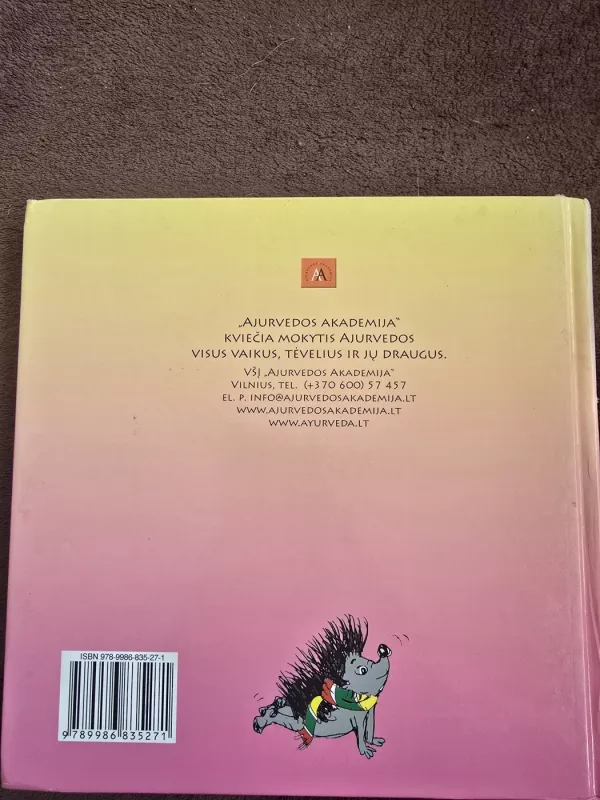 AA
„AJURVEDOS AKADEMIJA“
KVIEČIA MOKYTIS AJURVEDOS
VISUS VAIKUS, TĖVELIUS IR JŲ DRAUGUS.
VŠĮ „AJURVEDOS AKADEMIJA“
VILNIUS, TEL. (+370 600) 57 457
EL. P. INFO@AJURVEDOSAKADEMIJA.LT
WWW.AJURVEDOSAKADEMIJA.LT
WWW.AYURVEDA.LT
ISBN 978-9986-835-27-1
9 789986 835271